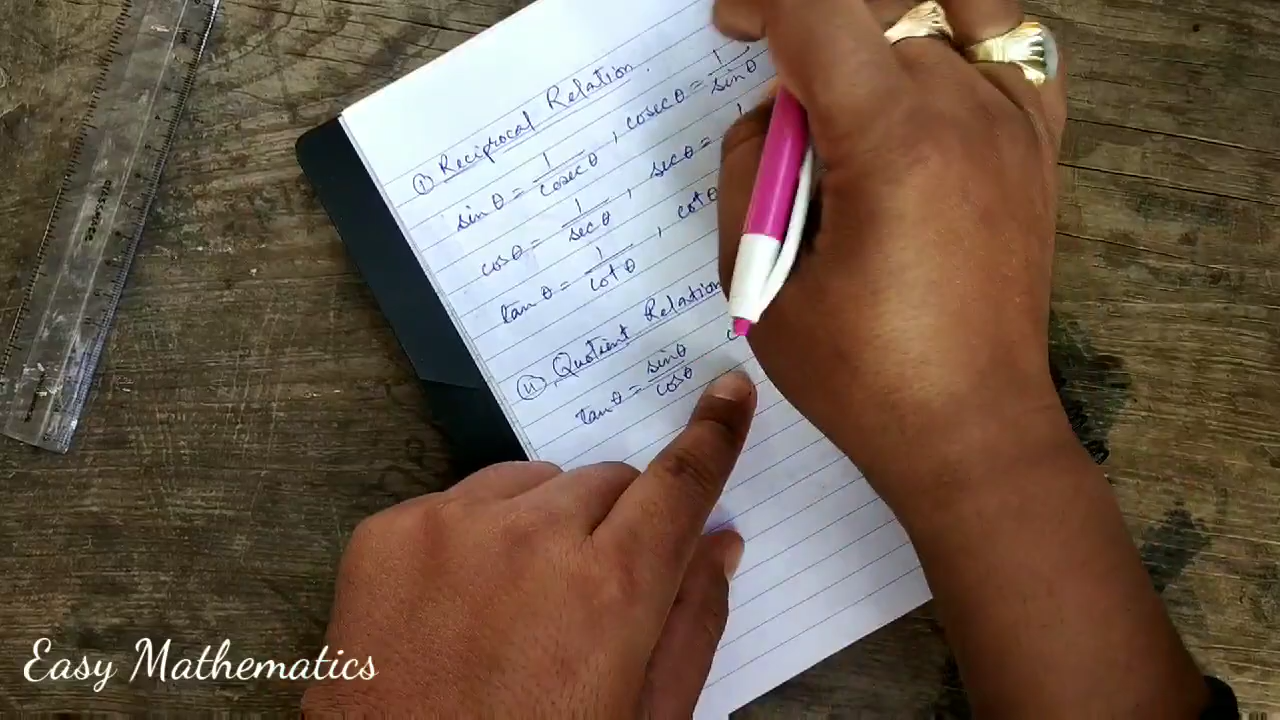 (i) Reciprocal Relation.
sin θ = 1/cosec θ , cosec θ = 1/sin θ
cos θ = 1/sec θ , sec θ = 1
tan θ = 1/cot θ , cot θ
(ii) Quotient Relation
tan θ = sin θ/cos θ
Easy Mathematics